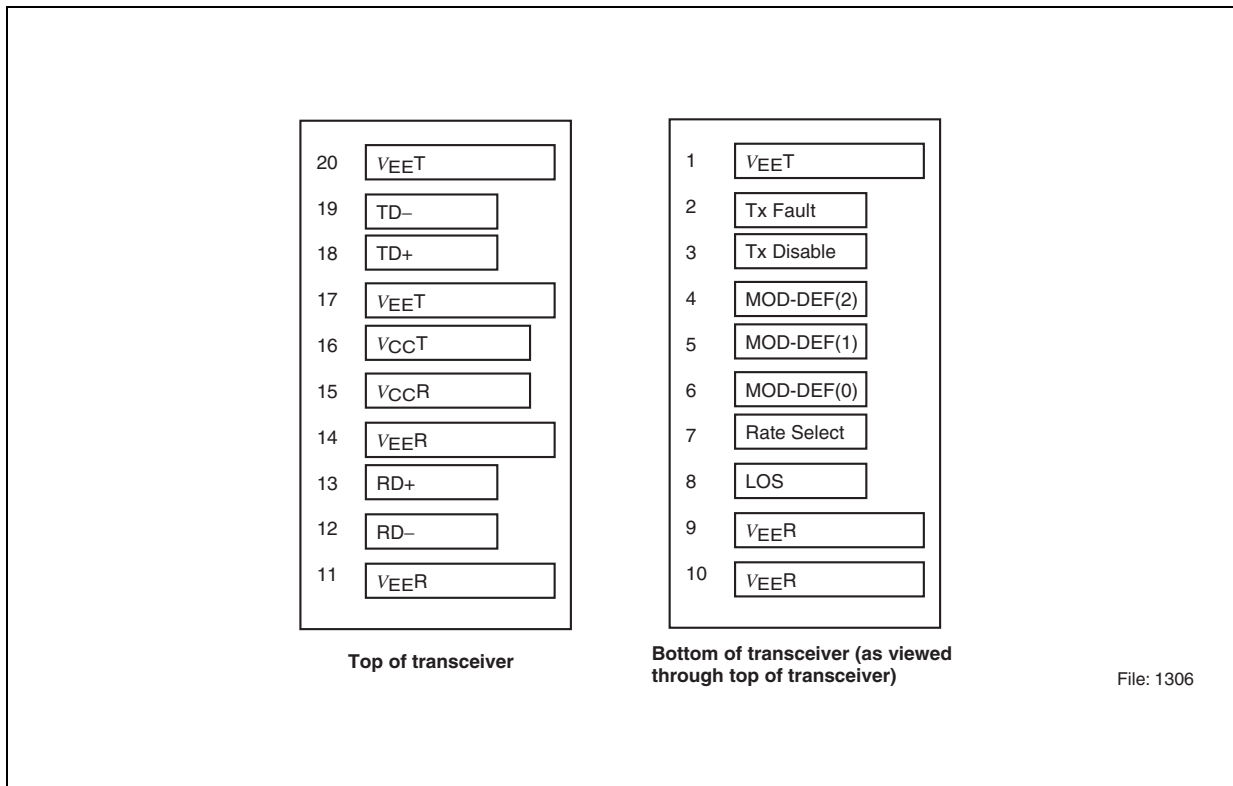 20 VEET
19 TD–
18 TD+
17 VEET
16 VCCT
15 VCCR
14 VEER
13 RD+
12 RD–
11 VEER
Top of transceiver
1 VEET
2 Tx Fault
3 Tx Disable
4 MOD-DEF(2)
5 MOD-DEF(1)
6 MOD-DEF(0)
7 Rate Select
8 LOS
9 VEER
10 VEER
Bottom of transceiver (as viewed
through top of transceiver)
File: 1306